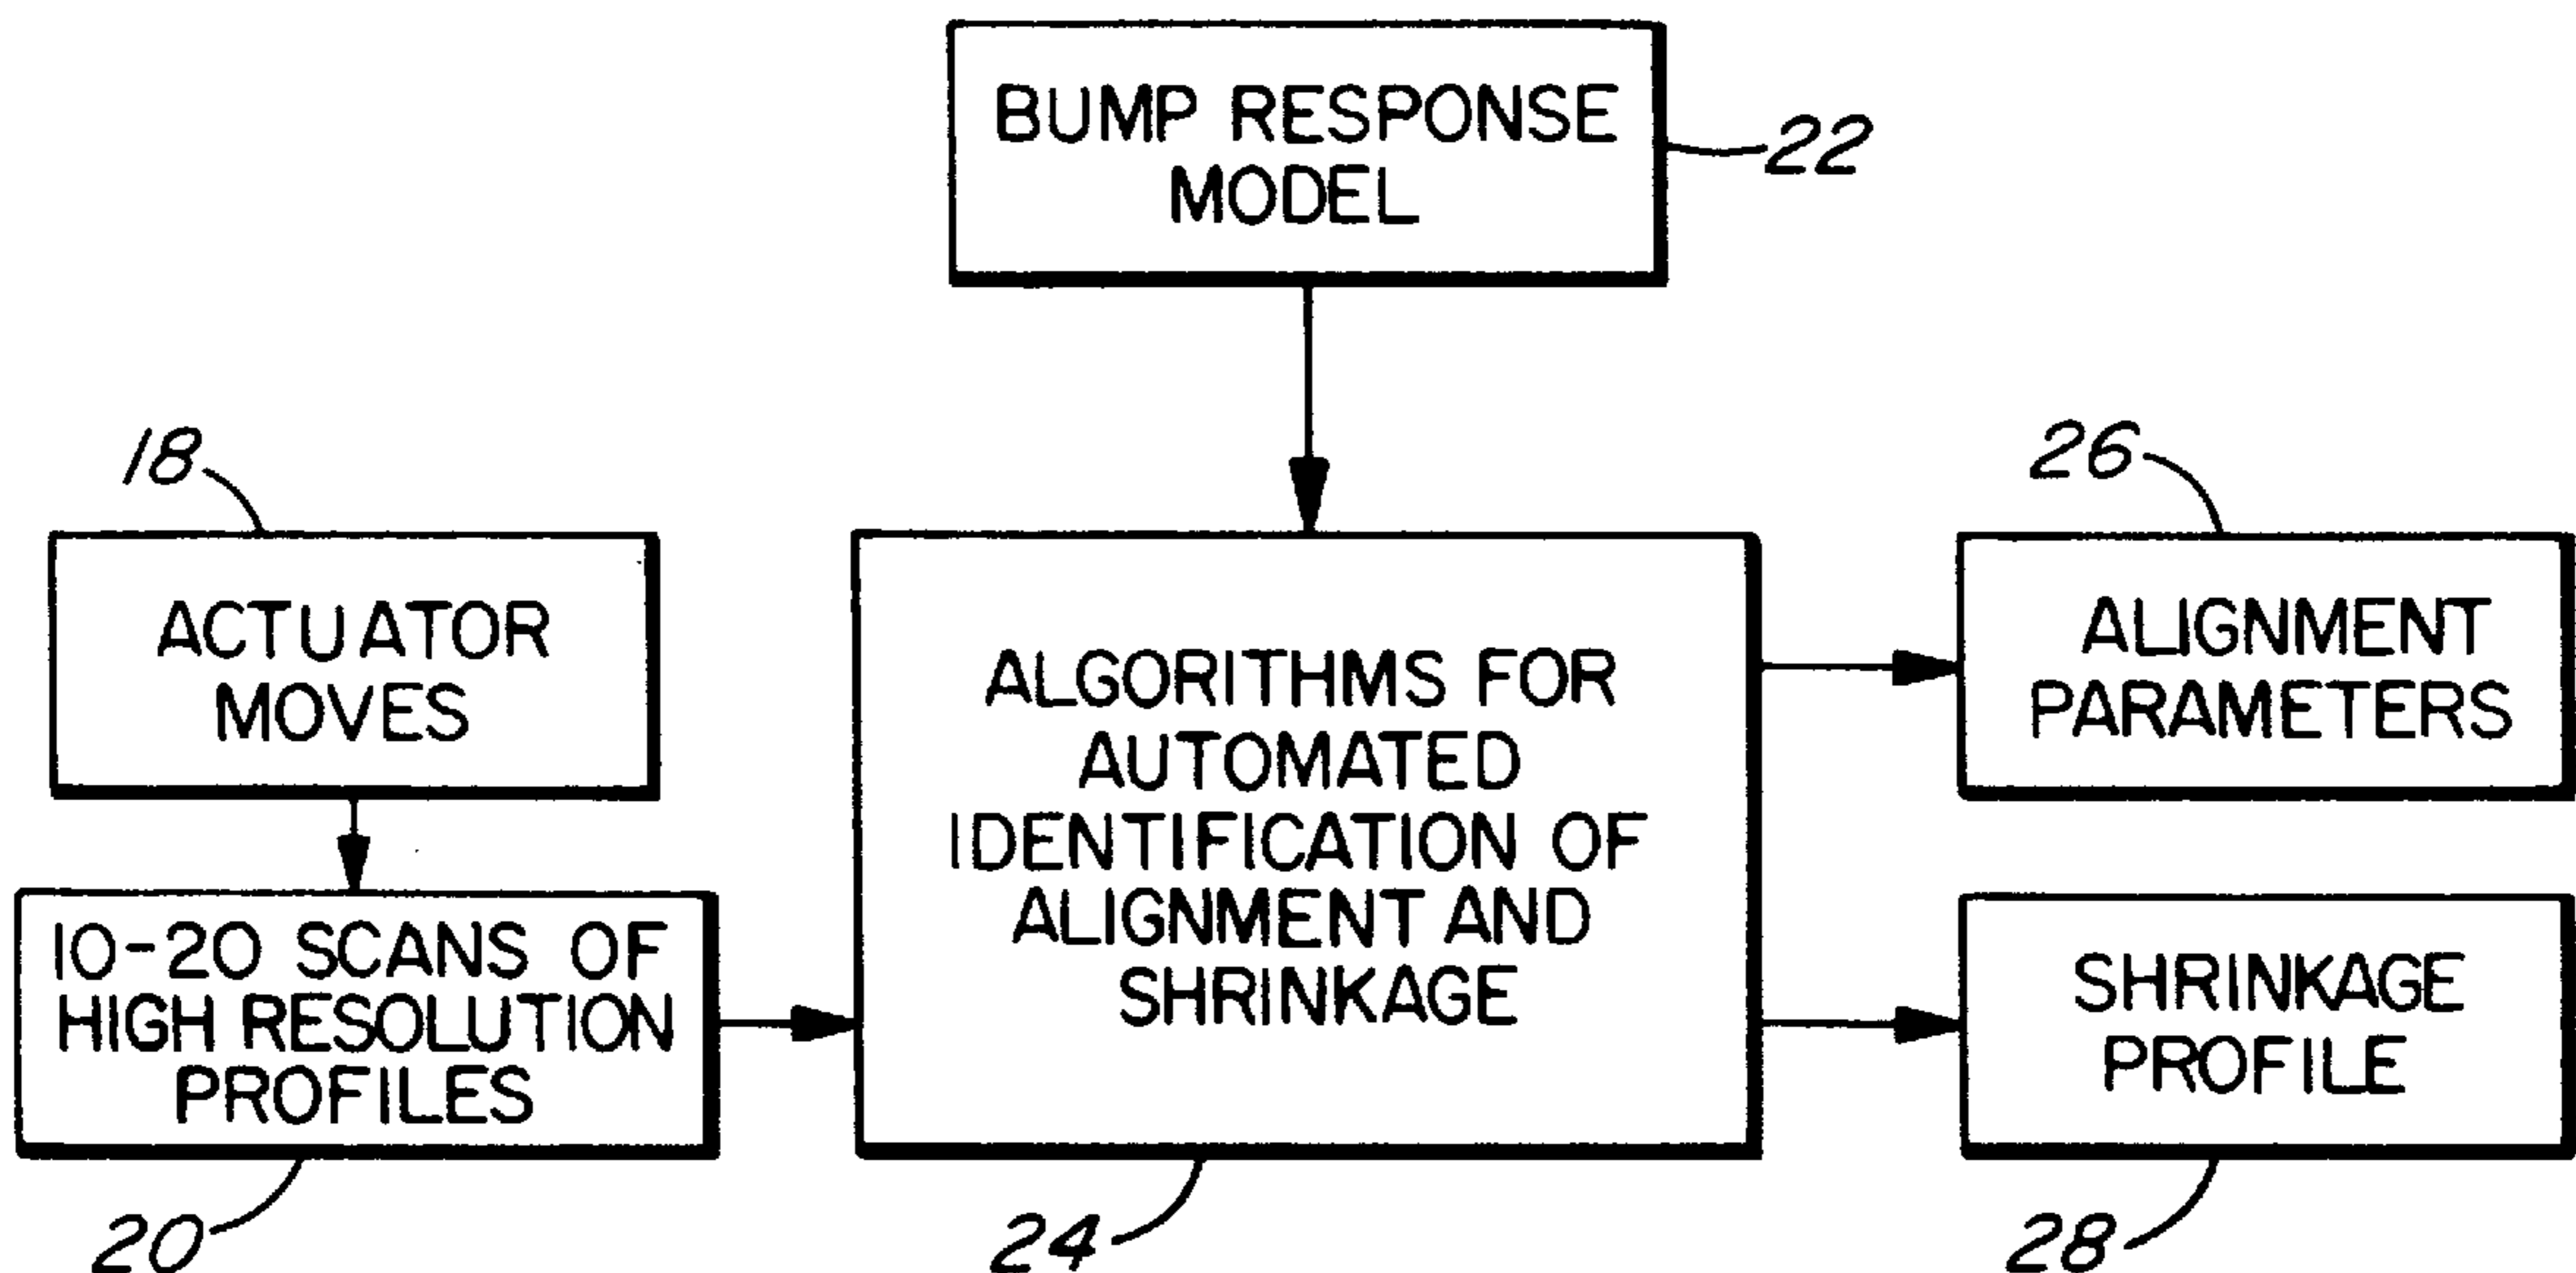 BUMP RESPONSE
MODEL
22
18
ACTUATOR
MOVES
10-20 SCANS OF
HIGH RESOLUTION
PROFILES
20
ALGORITHMS FOR
AUTOMATED
IDENTIFICATION OF
ALIGNMENT AND
SHRINKAGE
24
26
ALIGNMENT
PARAMETERS
SHRINKAGE
PROFILE
28